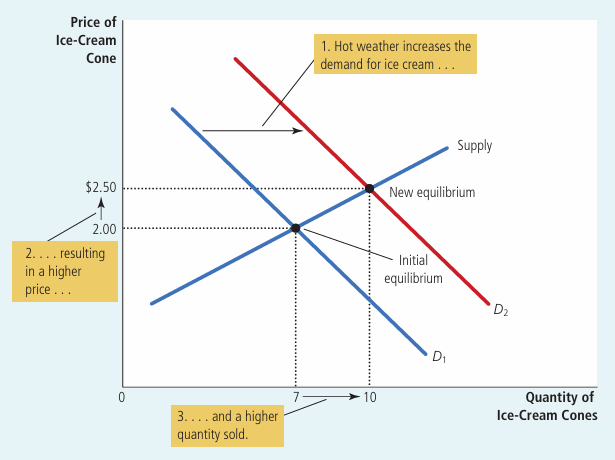 Price of
Ice-Cream
Cone
1. Hot weather increases the
demand for ice cream . . .
Supply
$2.50
New equilibrium
2.00
2. . . . resulting
in a higher
price . . .
Initial
equilibrium
D2
D1
0
7
10
Quantity of
Ice-Cream Cones
3. . . . and a higher
quantity sold.